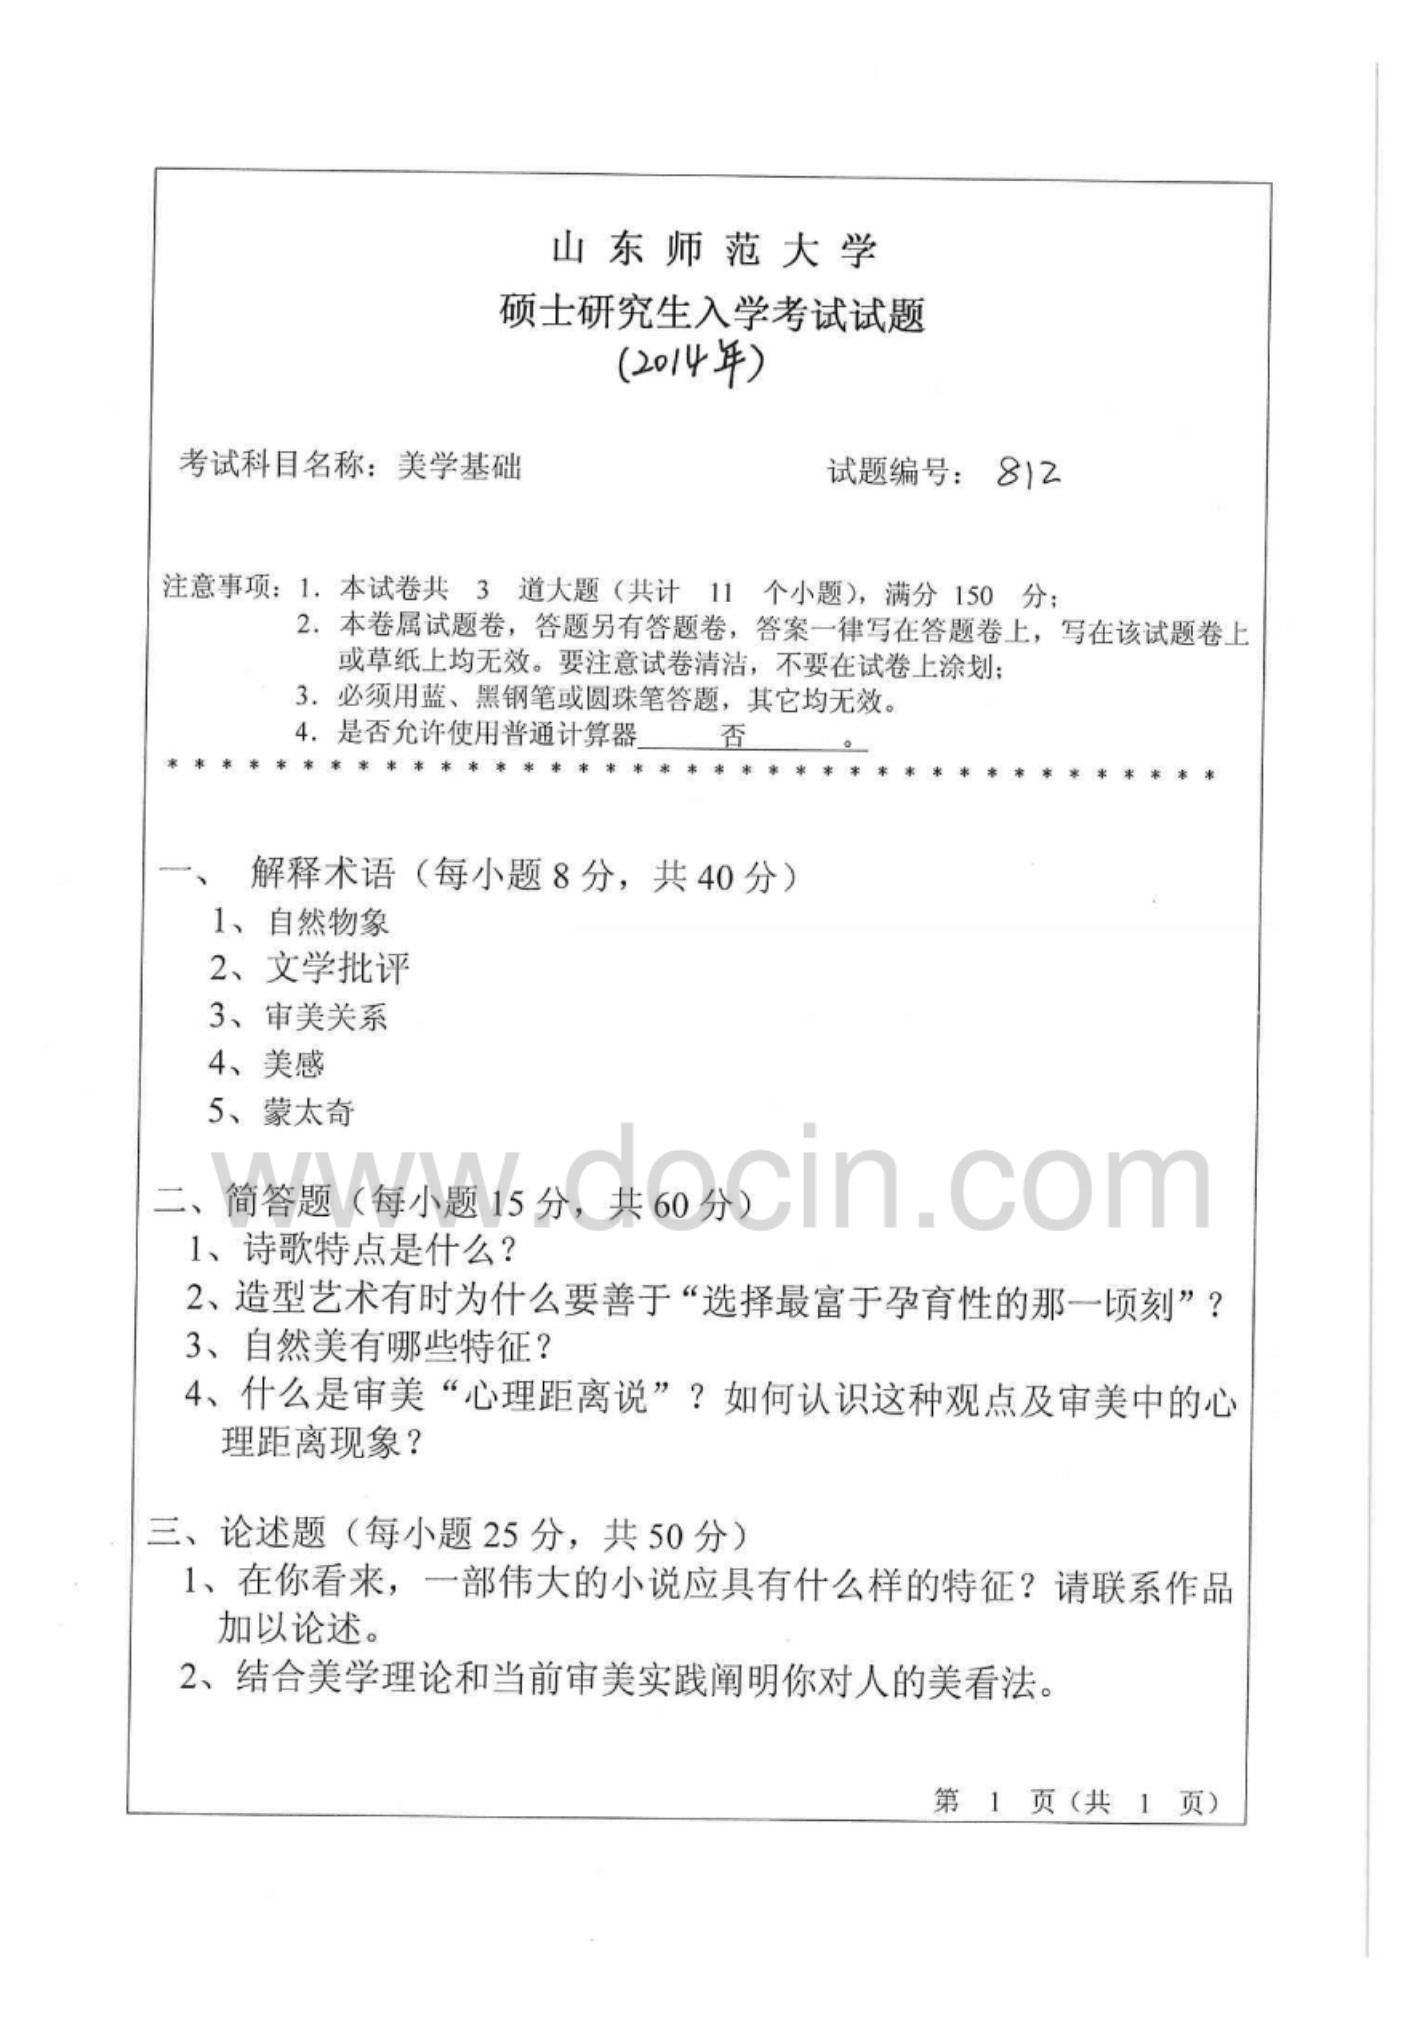 山东师范大学
硕士研究生入学考试试题
(2014年)
考试科目名称：美学基础 试题编号： 812
注意事项：1．本试卷共 3 道大题（共计 11 个小题），满分 150 分；
2．本卷属试题卷，答题另有答题卷，答案一律写在答题卷上，写在该试题卷上
或草纸上均无效。要注意试卷清洁，不要在试卷上涂划；
3．必须用蓝、黑钢笔或圆珠笔答题，其它均无效。
4．是否允许使用普通计算器 否 。
* * * * * * * * * * * * * * * * * * * * * * * * * * * * * * * * * * * * * * *
一、 解释术语（每小题 8 分，共 40 分）
1、自然物象
2、文学批评
3、审美关系
4、美感
5、蒙太奇
www.docin.com
二、简答题（每小题 15 分，共 60 分）
1、诗歌特点是什么？
2、造型艺术有时为什么要善于“选择最富于孕育性的那一顷刻”？
3、自然美有哪些特征？
4、什么是审美“心理距离说”？如何认识这种观点及审美中的心
理距离现象？
三、论述题（每小题 25 分，共 50 分）
1、在你看来，一部伟大的小说应具有什么样的特征？请联系作品
加以论述。
2、结合美学理论和当前审美实践阐明你对人的美看法。
第 1 页（共 1 页）